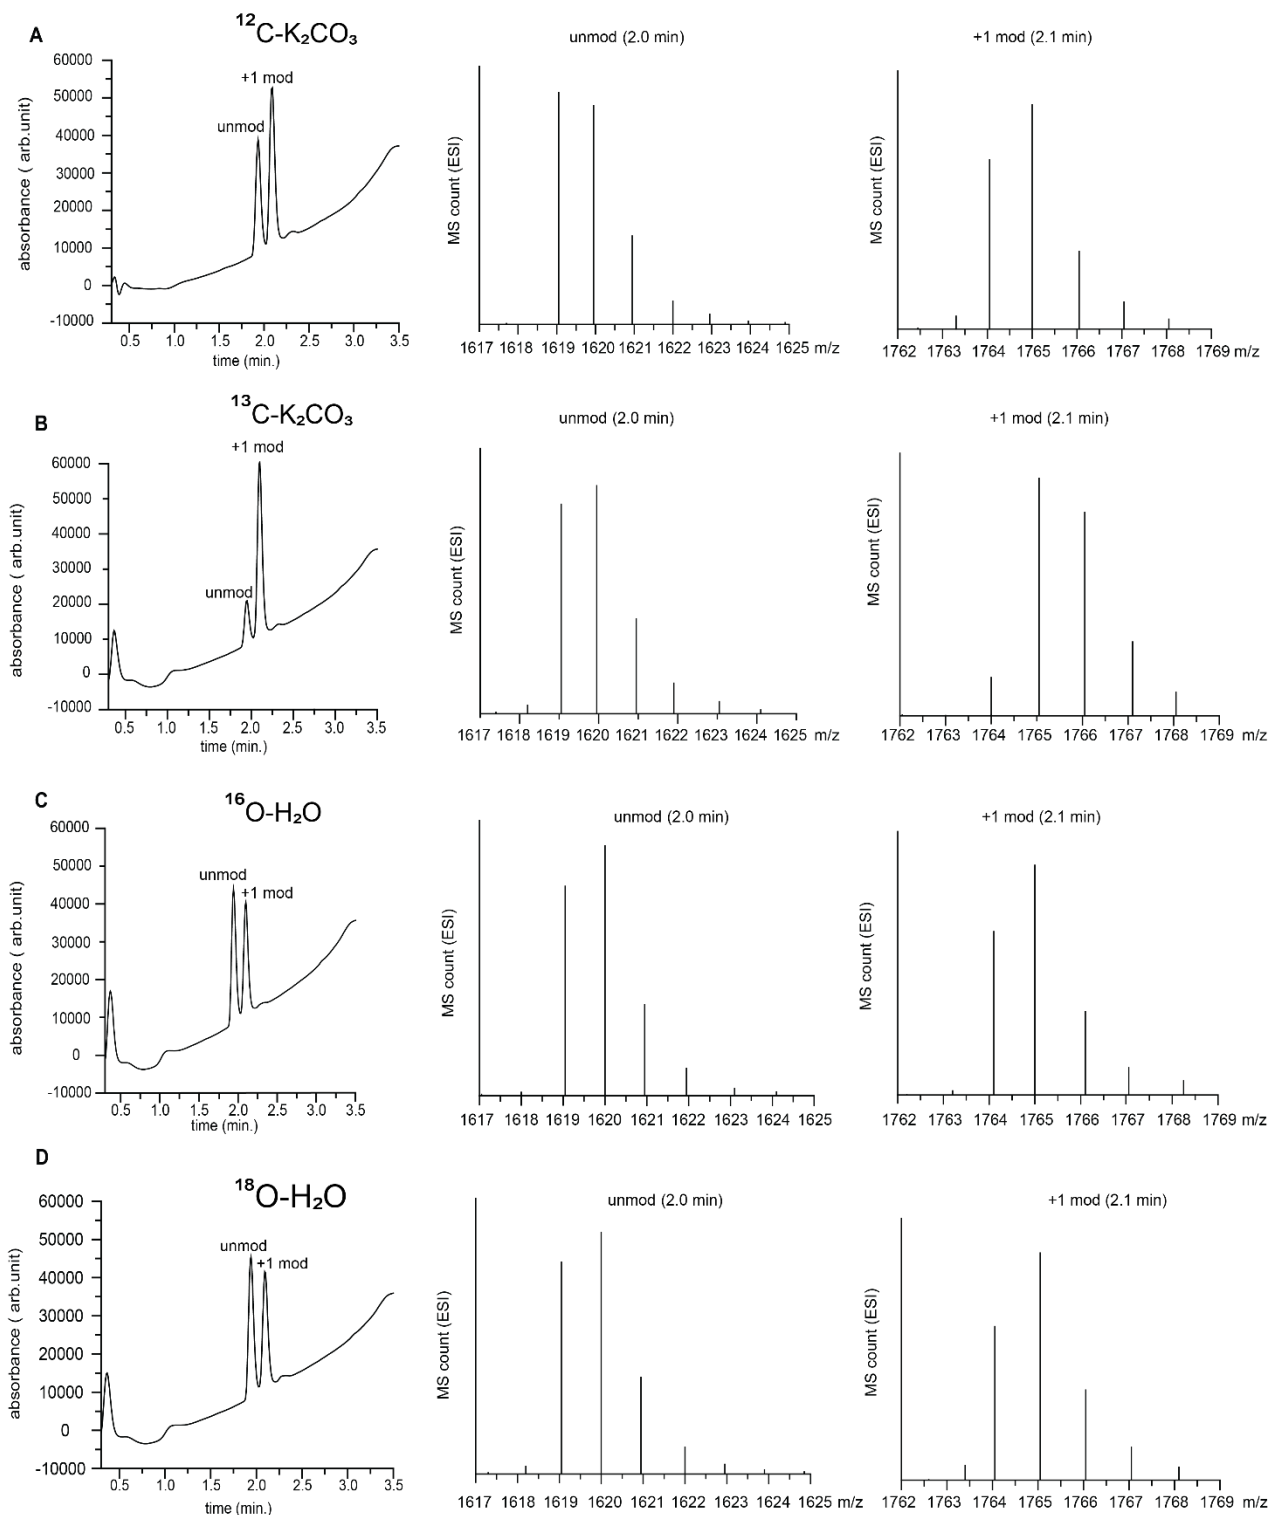 A
¹²C-K₂CO₃
unmod (2.0 min)
+1 mod (2.1 min)
absorbance ( arb.unit)
60000
50000
40000
30000
20000
10000
0
-10000
+1 mod
unmod
0.5 1.0 1.5 2.0 2.5 3.0 3.5
time (min.)
MS count (ESI)
1617 1618 1619 1620 1621 1622 1623 1624 1625 m/z
MS count (ESI)
1762 1763 1764 1765 1766 1767 1768 1769 m/z
B
¹³C-K₂CO₃
unmod (2.0 min)
+1 mod (2.1 min)
absorbance ( arb.unit)
60000
50000
40000
30000
20000
10000
0
-10000
+1 mod
unmod
0.5 1.0 1.5 2.0 2.5 3.0 3.5
time (min.)
MS count (ESI)
1617 1618 1619 1620 1621 1622 1623 1624 1625 m/z
MS count (ESI)
1762 1763 1764 1765 1766 1767 1768 1769 m/z
C
¹⁶O-H₂O
unmod (2.0 min)
+1 mod (2.1 min)
absorbance ( arb.unit)
60000
50000
40000
30000
20000
10000
0
-10000
unmod
+1 mod
0.5 1.0 1.5 2.0 2.5 3.0 3.5
time (min.)
MS count (ESI)
1617 1618 1619 1620 1621 1622 1623 1624 1625 m/z
MS count (ESI)
1762 1763 1764 1765 1766 1767 1768 1769 m/z
D
¹⁸O-H₂O
unmod (2.0 min)
+1 mod (2.1 min)
absorbance ( arb.unit)
60000
50000
40000
30000
20000
10000
0
-10000
unmod
+1 mod
0.5 1.0 1.5 2.0 2.5 3.0 3.5
time (min.)
MS count (ESI)
1617 1618 1619 1620 1621 1622 1623 1624 1625 m/z
MS count (ESI)
1762 1763 1764 1765 1766 1767 1768 1769 m/z